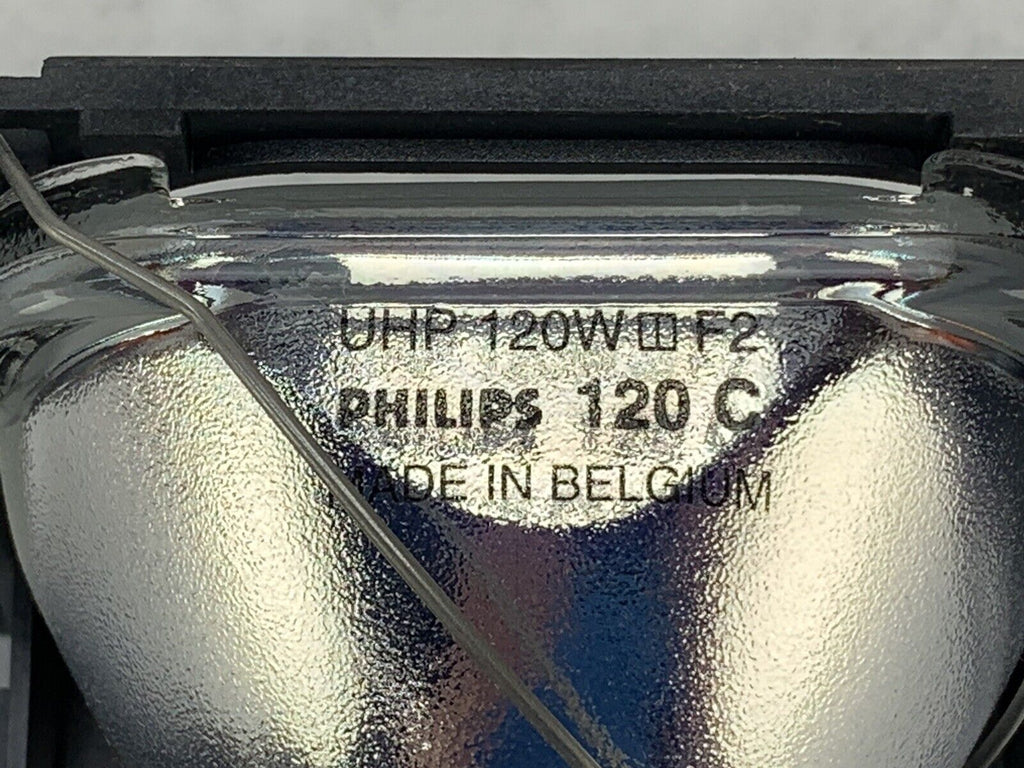 UHP 120W F2
PHILIPS 120 C
MADE IN BELGIUM